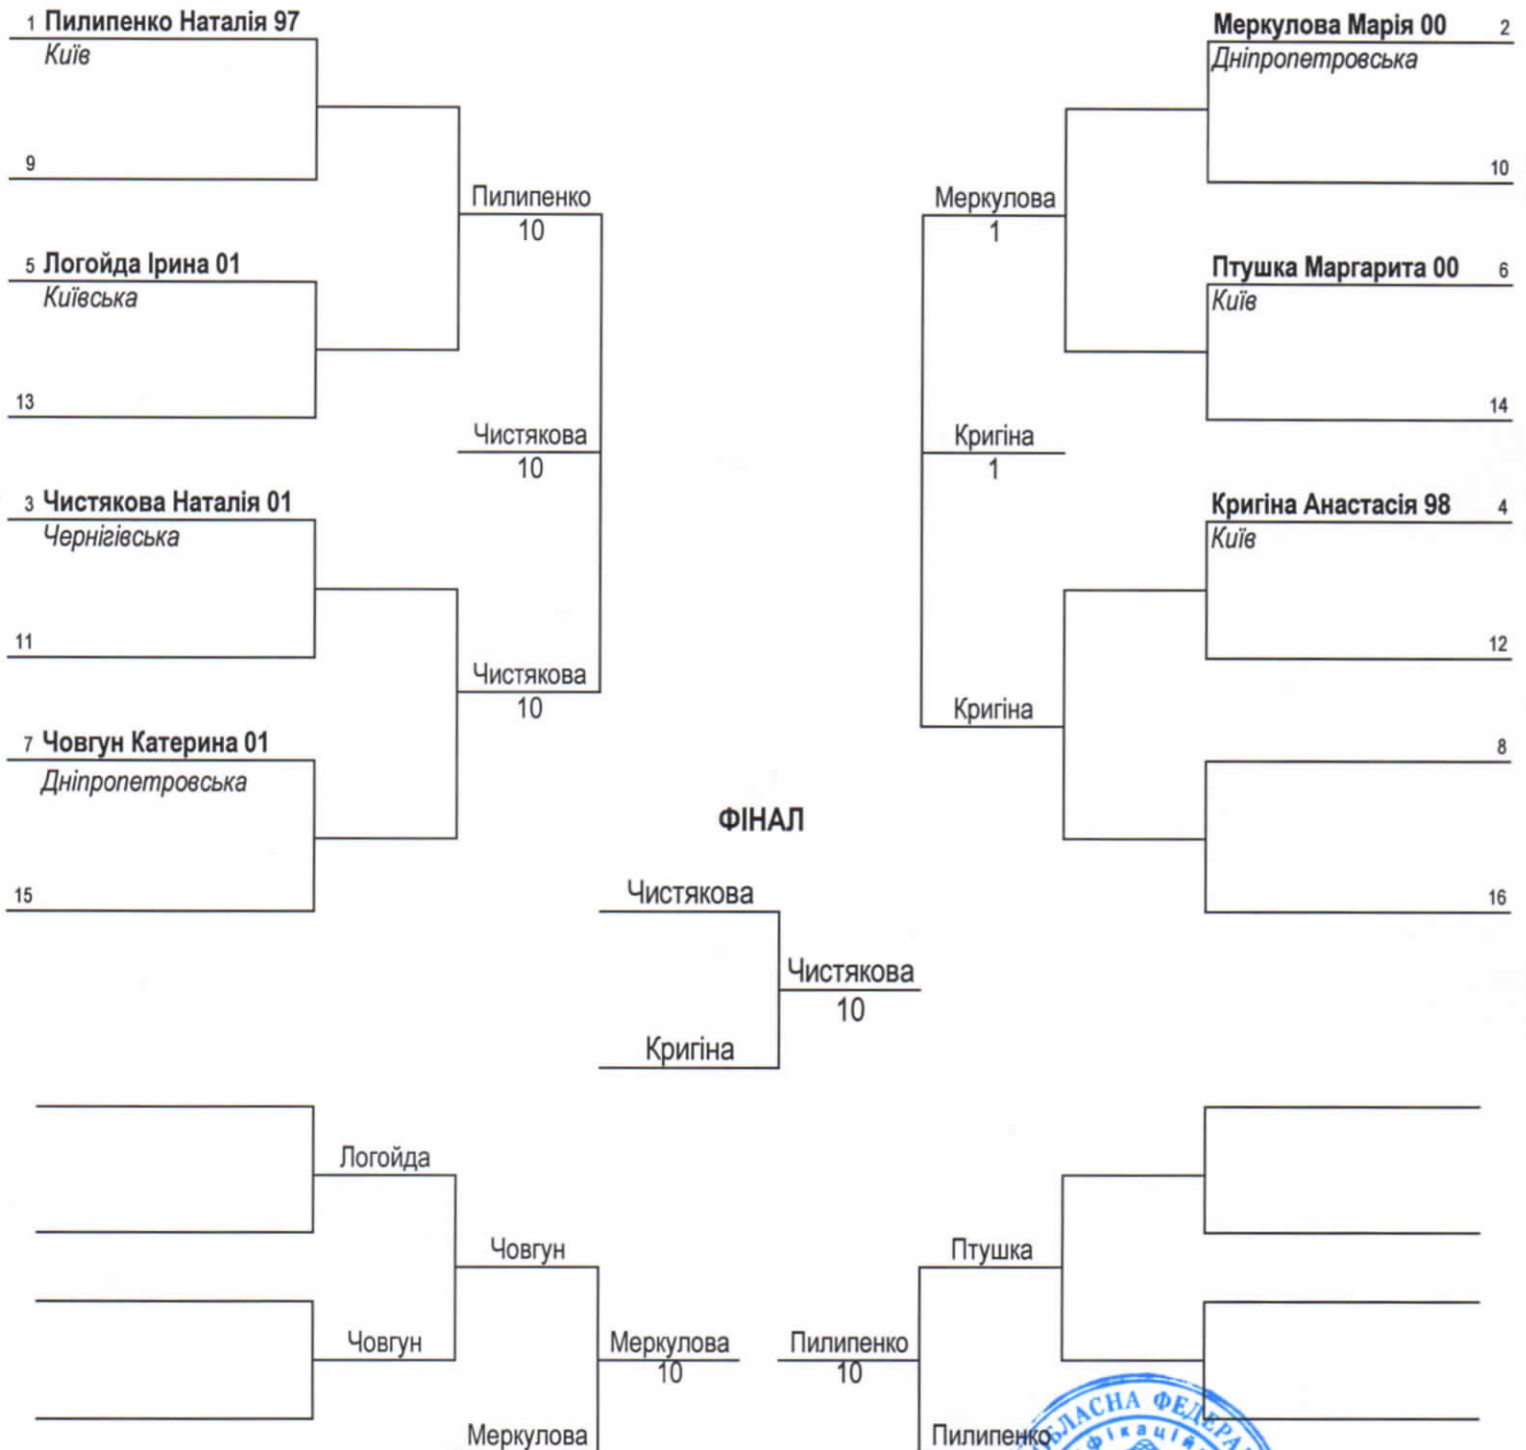 1 Пилипенко Наталія 97
Київ
9
Пилипенко
10
5 Логойда Ірина 01
Київська
13
Чистякова
10
3 Чистякова Наталія 01
Чернігівська
11
Чистякова
10
7 Човгун Катерина 01
Дніпропетровська
15
Меркулова Марія 00 2
Дніпропетровська
10
Меркулова
1
Птушка Маргарита 00 6
Київ
14
Кригіна
1
Кригіна Анастасія 98 4
Київ
12
Кригіна
8
16
ФІНАЛ
Чистякова
Чистякова
10
Кригіна
Логойда
Човгун
Човгун
Меркулова
10
Меркулова
Птушка
Пилипенко
10
Пилипенко